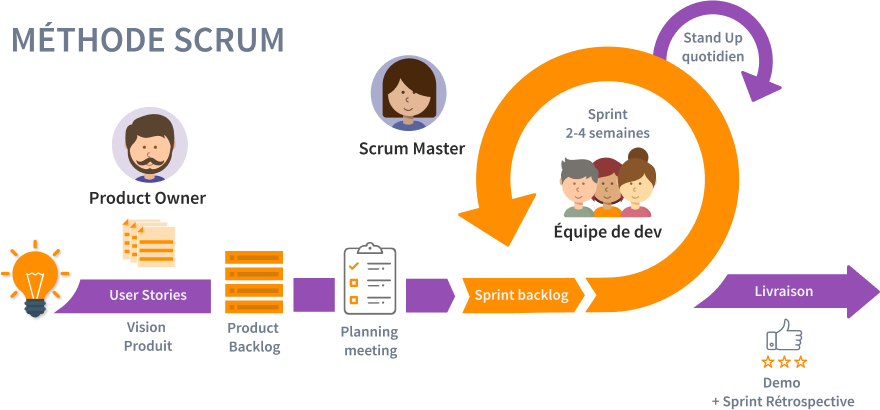 MÉTHODE SCRUM
Stand Up
quotidien
Scrum Master
Sprint
2-4 semaines
Product Owner
Équipe de dev
User Stories
Sprint backlog
Livraison
Vision
Produit
Product
Backlog
Planning
meeting
Demo
+ Sprint Rétrospective